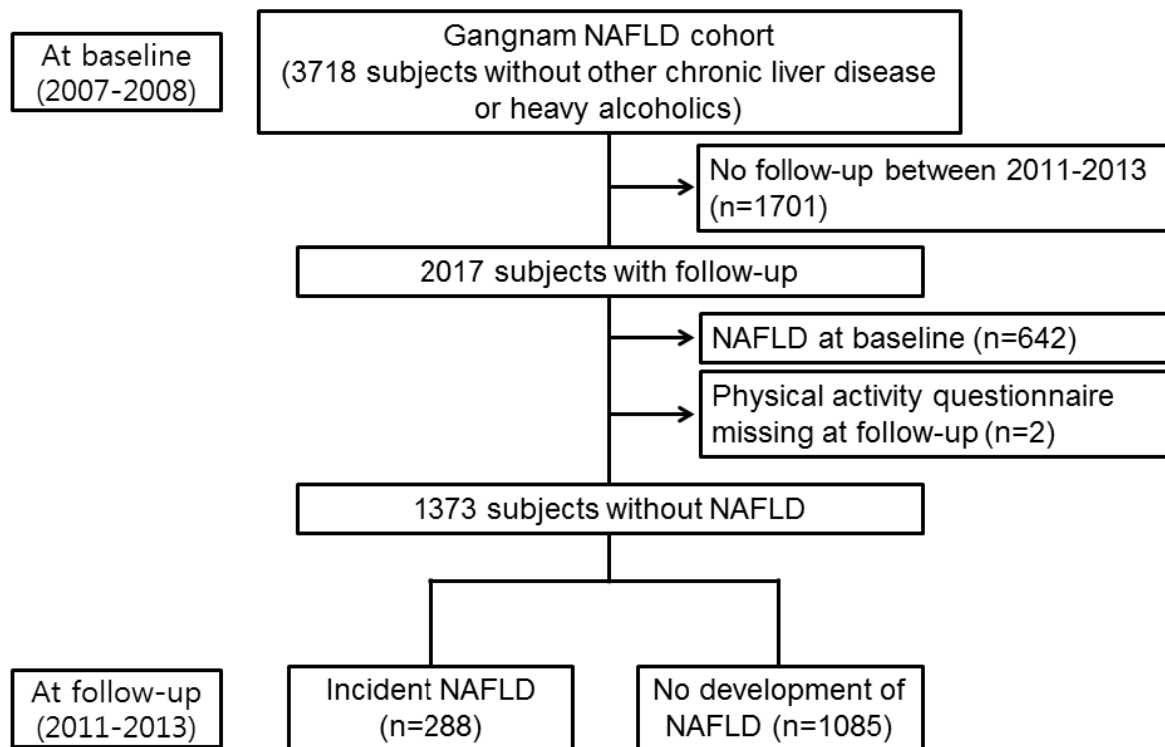 At baseline
(2007-2008)
Gangnam NAFLD cohort
(3718 subjects without other chronic liver disease
or heavy alcoholics)
No follow-up between 2011-2013
(n=1701)
2017 subjects with follow-up
NAFLD at baseline (n=642)
Physical activity questionnaire
missing at follow-up (n=2)
1373 subjects without NAFLD
At follow-up
(2011-2013)
Incident NAFLD
(n=288)
No development of
NAFLD (n=1085)